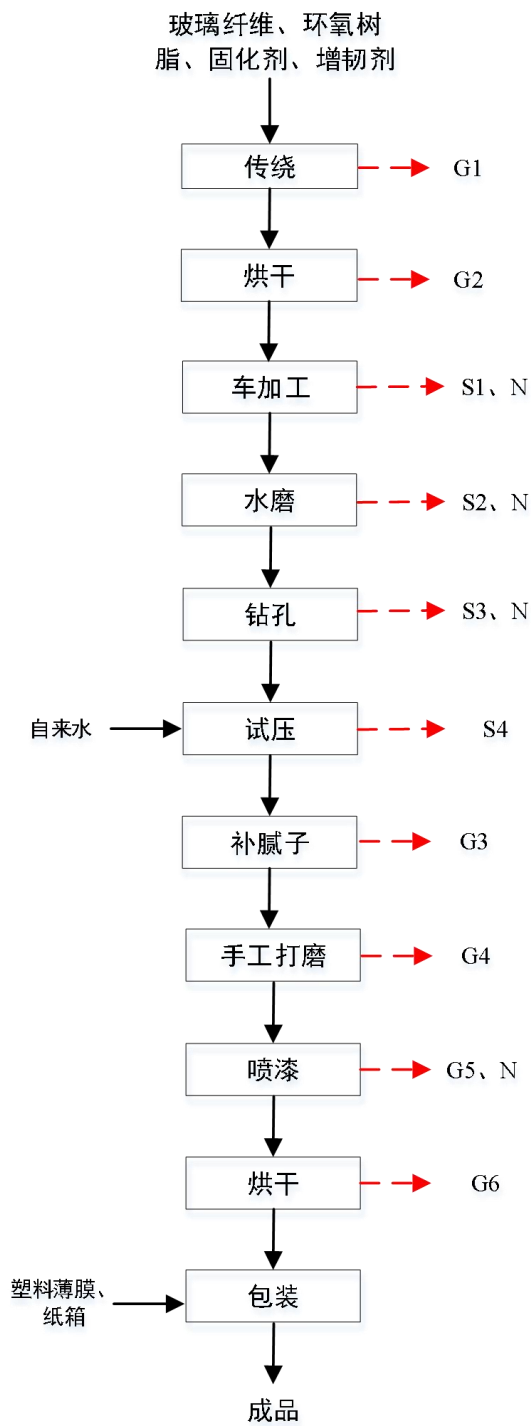 玻璃纤维、环氧树
脂、固化剂、增韧剂
传绕
G1
烘干
G2
车加工
S1、N
水磨
S2、N
钻孔
S3、N
自来水
试压
S4
补腻子
G3
手工打磨
G4
喷漆
G5、N
烘干
G6
塑料薄膜、
纸箱
包装
成品